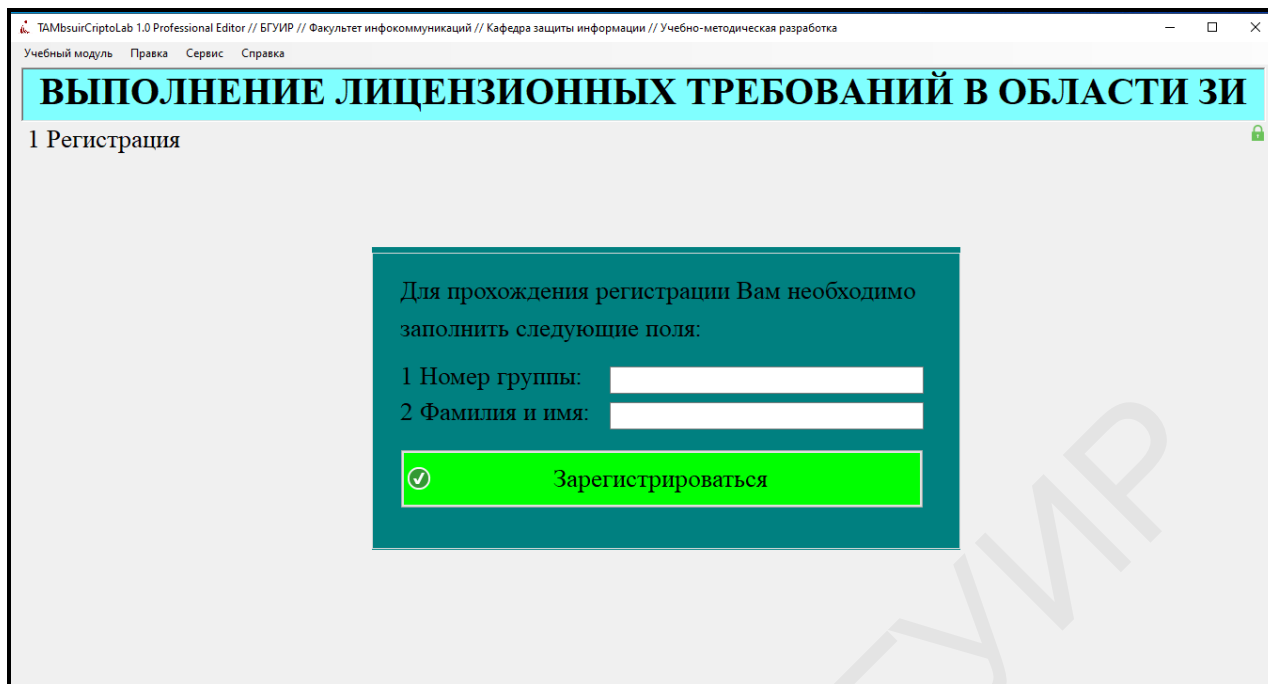 TAMbsuirCriptoLab 1.0 Professional Editor // БГУИР // Факультет инфокоммуникаций // Кафедра защиты информации // Учебно-методическая разработка
Учебный модуль Правка Сервис Справка
ВЫПОЛНЕНИЕ ЛИЦЕНЗИОННЫХ ТРЕБОВАНИЙ В ОБЛАСТИ ЗИ
1 Регистрация
Для прохождения регистрации Вам необходимо
заполнить следующие поля:
1 Номер группы:
2 Фамилия и имя:
Зарегистрироваться
ГУИР